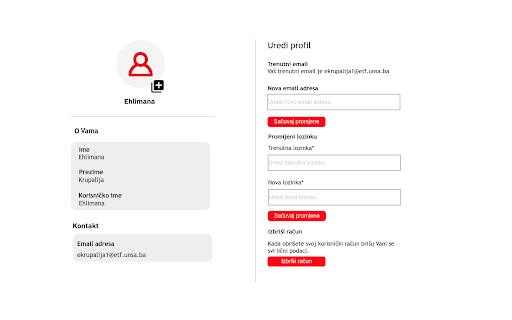 Ehlimana
O Vama
Ime
Ehlimana
Prezime
Krupalija
Korisničko ime
Ehlimana
Kontakt
Email adresa
ekrupalija1@etf.unsa.ba
Uredi profil
Trenutni email
Vaš trenutni email je ekrupalija1@etf.unsa.ba
Nova email adresa
Unesi novu email adresu
Sačuvaj promjene
Promijeni lozinku
Trenutna lozinka*
Unesi trenutnu lozinku
Nova lozinka*
Unesi novu lozinku
Sačuvaj promjene
Izbriši račun
Kada obrišete svoj korisnički račun brišu Vam se
svi lični podaci.
Izbriši račun